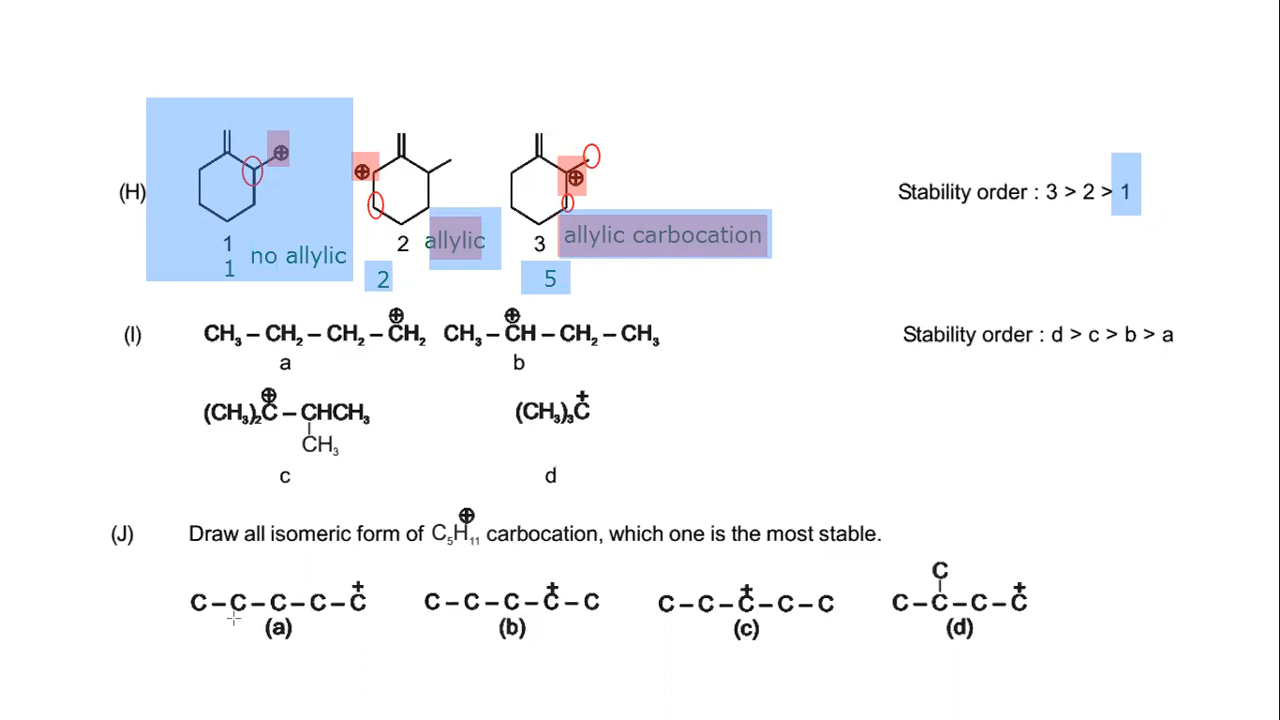 (H)
⊕ ⊕ ⊕
Stability order : 3 > 2 > 1
1 2 allylic 3 allylic carbocation
1 no allylic 2 5
(I) CH₃ – CH₂ – CH₂ – C⊕H₂ CH₃ – C⊕H – CH₂ – CH₃ Stability order : d > c > b > a
a b
(CH₃)₂C⊕ – CHCH₃ (CH₃)₃C⁺
CH₃
c d
(J) Draw all isomeric form of C₅H₁₁⊕ carbocation, which one is the most stable.
C
C – C – C – C – C⁺ C – C – C – C⁺ – C C – C – C⁺ – C – C C – C – C – C⁺
(a) (b) (c) (d)